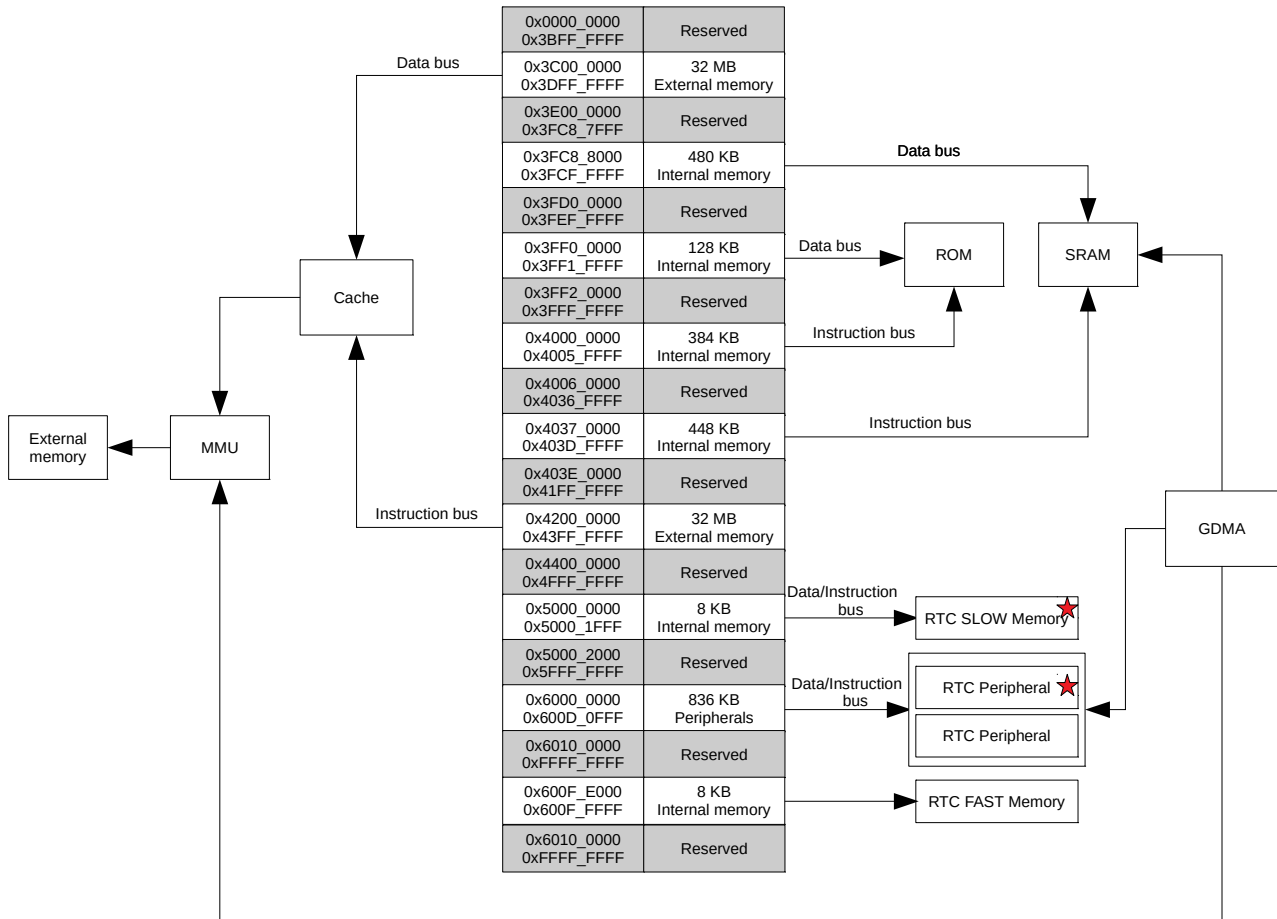 0x0000_0000
0x3BFF_FFFF
Reserved
Data bus
0x3C00_0000
0x3DFF_FFFF
32 MB
External memory
0x3E00_0000
0x3FC8_7FFF
Reserved
0x3FC8_8000
0x3FCF_FFFF
480 KB
Internal memory
Data bus
0x3FD0_0000
0x3FEF_FFFF
Reserved
0x3FF0_0000
0x3FF1_FFFF
128 KB
Internal memory
Data bus
ROM
SRAM
Cache
0x3FF2_0000
0x3FFF_FFFF
Reserved
0x4000_0000
0x4005_FFFF
384 KB
Internal memory
Instruction bus
0x4006_0000
0x4036_FFFF
Reserved
External
memory
MMU
0x4037_0000
0x403D_FFFF
448 KB
Internal memory
Instruction bus
0x403E_0000
0x41FF_FFFF
Reserved
Instruction bus
0x4200_0000
0x43FF_FFFF
32 MB
External memory
GDMA
0x4400_0000
0x4FFF_FFFF
Reserved
0x5000_0000
0x5000_1FFF
8 KB
Internal memory
Data/Instruction
bus
RTC SLOW Memory
0x5000_2000
0x5FFF_FFFF
Reserved
0x6000_0000
0x600D_0FFF
836 KB
Peripherals
Data/Instruction
bus
RTC Peripheral
RTC Peripheral
0x6010_0000
0xFFFF_FFFF
Reserved
0x600F_E000
0x600F_FFFF
8 KB
Internal memory
RTC FAST Memory
0x6010_0000
0xFFFF_FFFF
Reserved